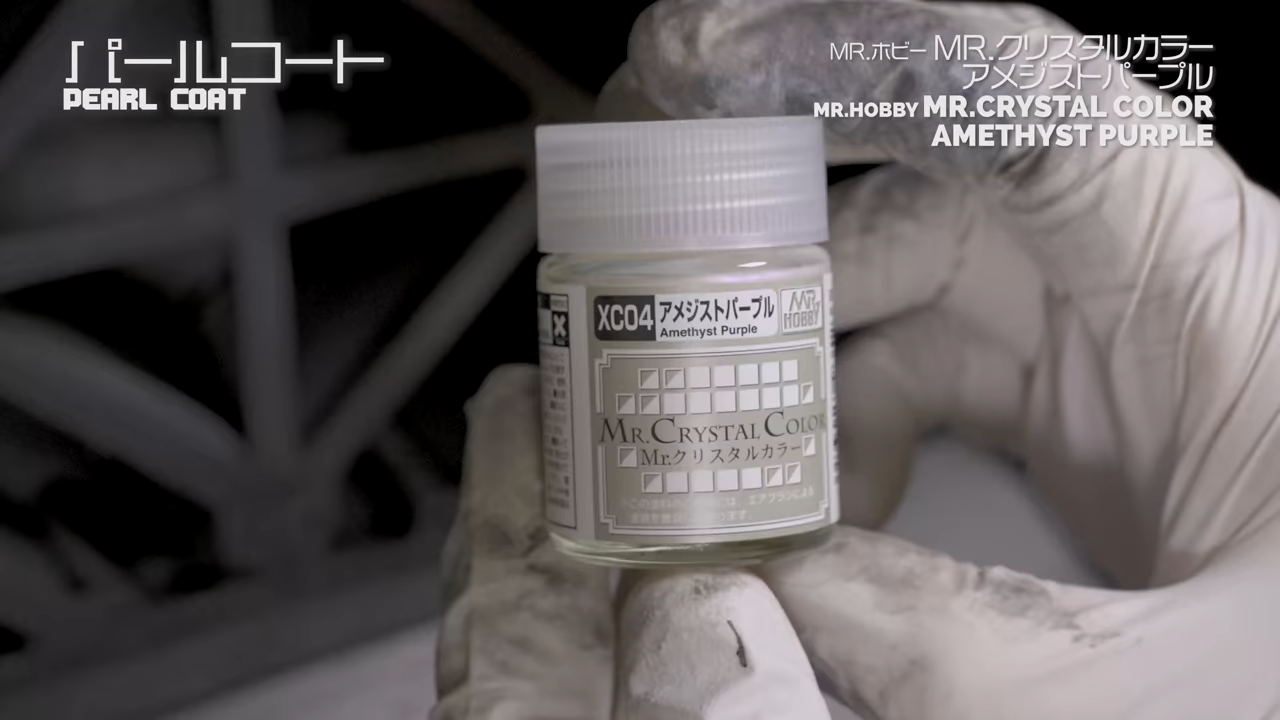 パールコート
PEARL COAT
MR.ホビー MR.クリスタルカラー
アメジストパープル
MR.HOBBY MR.CRYSTAL COLOR
AMETHYST PURPLE
XC04 アメジストパープル
Amethyst Purple
MR. HOBBY
MR.CRYSTAL COLOR
Mr.クリスタルカラー